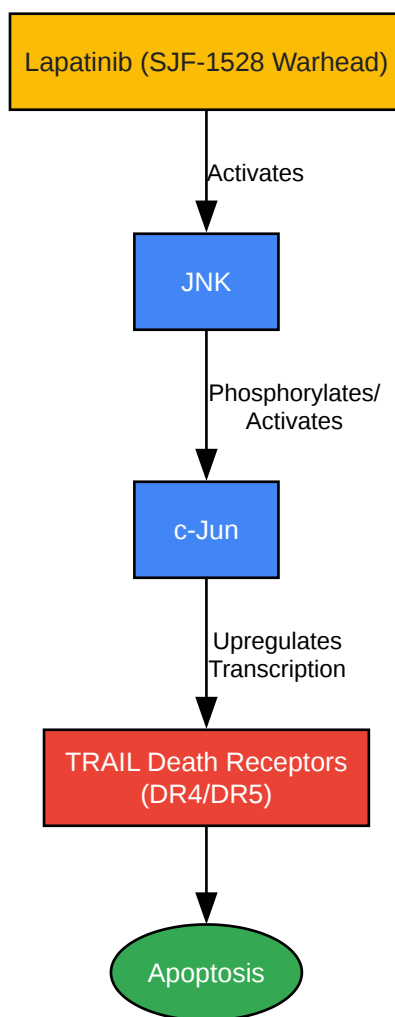 Lapatinib (SJF-1528 Warhead)
Activates
JNK
Phosphorylates/
Activates
c-Jun
Upregulates
Transcription
TRAIL Death Receptors
(DR4/DR5)
Apoptosis